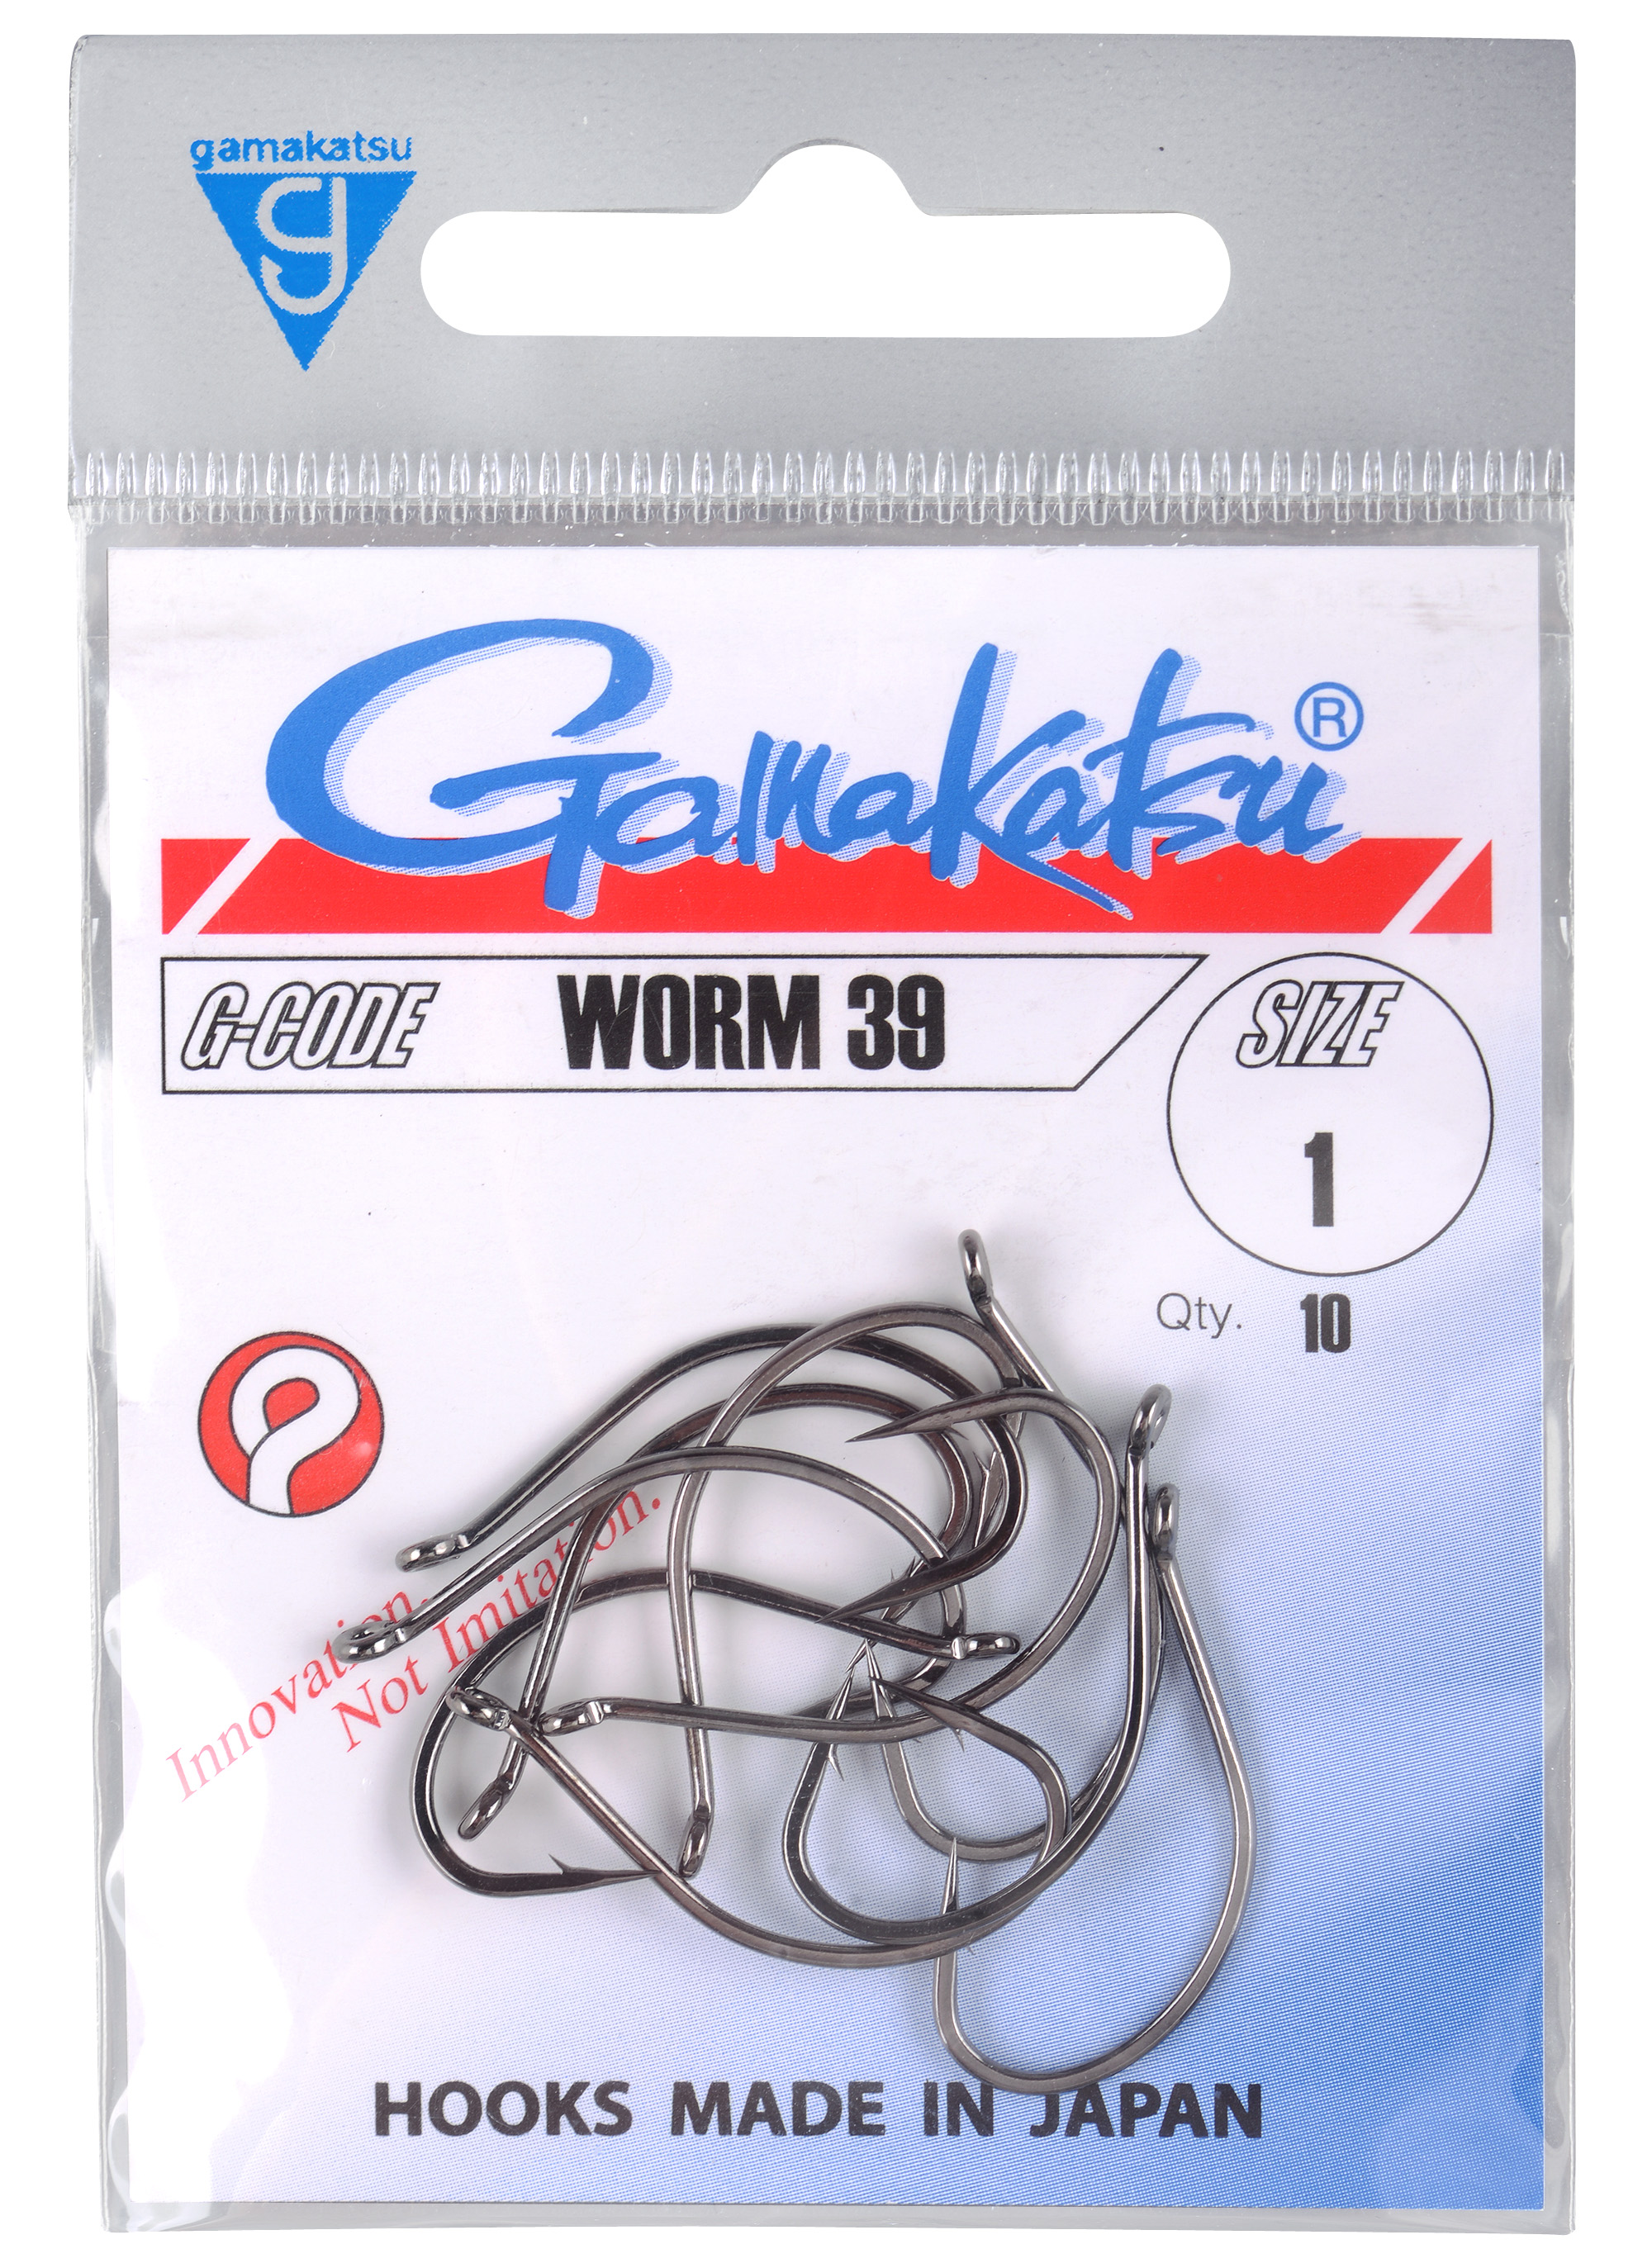 gamakatsu
g
Gamakatsu®
G-CODE WORM 39
SIZE
1
Qty. 10
Innovation.
Not Imitation.
HOOKS MADE IN JAPAN